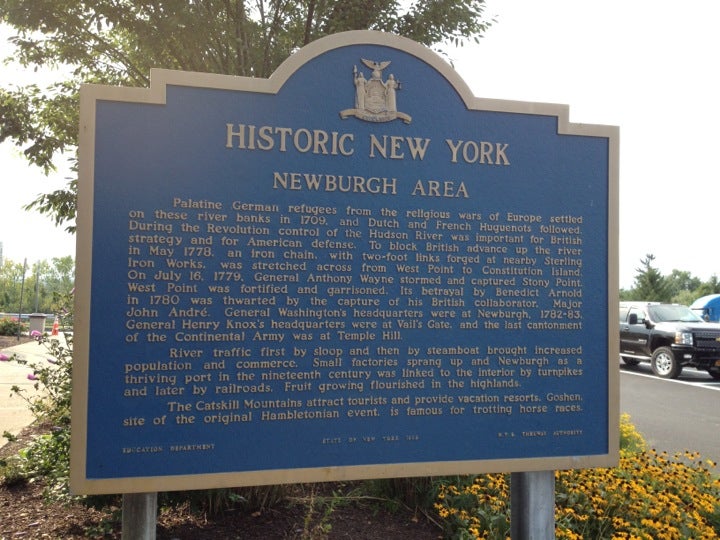 HISTORIC NEW YORK
NEWBURGH AREA
Palatine German refugees from the religious wars of Europe settled
on these river banks in 1709, and Dutch and French Huguenots followed.
During the Revolution control of the Hudson River was important for British
strategy and for American defense. To block British advance up the river
in May 1778, an iron chain, with two-foot links forged at nearby Sterling
Iron Works, was stretched across from West Point to Constitution Island.
On July 16, 1779, General Anthony Wayne stormed and captured Stony Point.
West Point was fortified and garrisoned. Its betrayal by Benedict Arnold
in 1780 was thwarted by the capture of his British collaborator, Major
John André. General Washington's headquarters were at Newburgh, 1782-83,
General Henry Knox's headquarters were at Vail's Gate, and the last cantonment
of the Continental Army was at Temple Hill.
River traffic first by sloop and then by steamboat brought increased
population and commerce. Small factories sprang up and Newburgh as a
thriving port in the nineteenth century was linked to the interior by turnpikes
and later by railroads. Fruit growing flourished in the highlands.
The Catskill Mountains attract tourists and provide vacation resorts. Goshen,
site of the original Hambletonian event, is famous for trotting horse races.
EDUCATION DEPARTMENT
STATE OF NEW YORK
N.Y.S. THRUWAY AUTHORITY